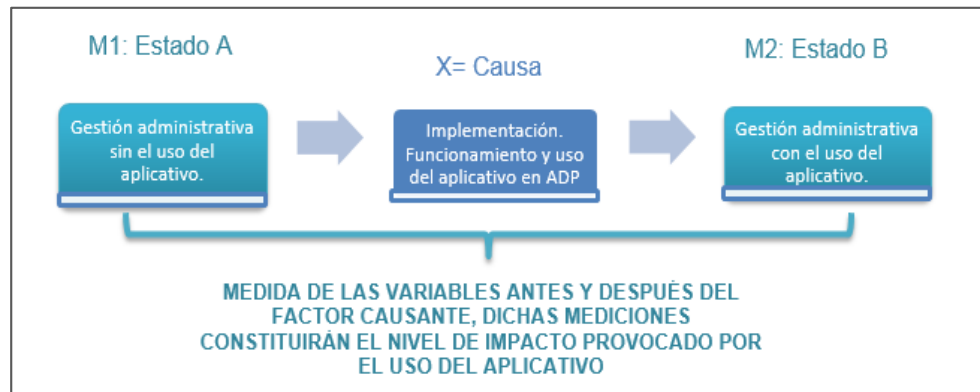 M1: Estado A
X= Causa
M2: Estado B
Gestión administrativa
sin el uso del
aplicativo.
Implementación.
Funcionamiento y uso
del aplicativo en ADP
Gestión administrativa
con el uso del
aplicativo.
MEDIDA DE LAS VARIABLES ANTES Y DESPUÉS DEL
FACTOR CAUSANTE, DICHAS MEDICIONES
CONSTITUIRÁN EL NIVEL DE IMPACTO PROVOCADO POR
EL USO DEL APLICATIVO